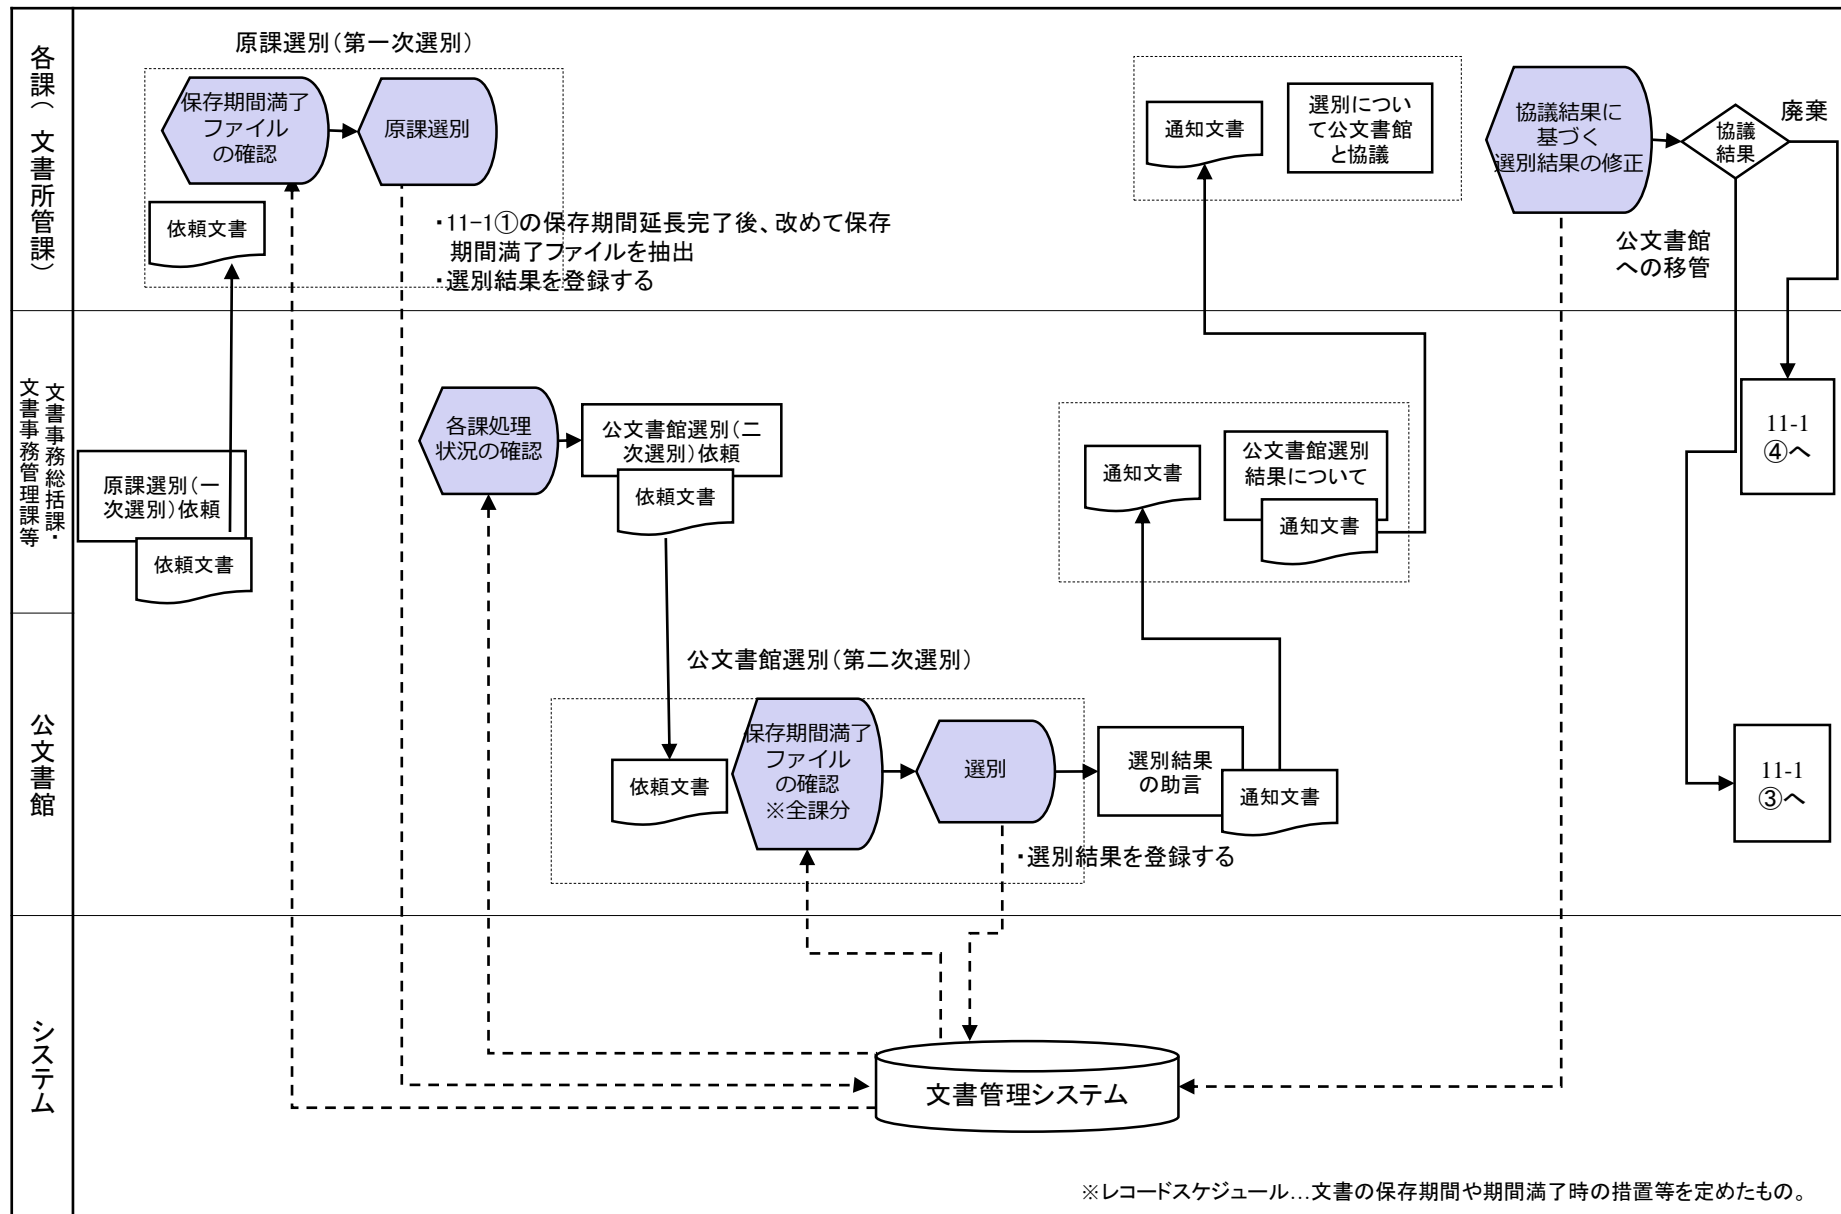 各課(文書所管課)
原課選別(第一次選別)
保存期間満了
ファイル
の確認
原課選別
依頼文書
・11-1①の保存期間延長完了後、改めて保存
期間満了ファイルを抽出
・選別結果を登録する
通知文書
選別につい
て公文書館
と協議
協議結果に
基づく
選別結果の修正
協議
結果
廃棄
公文書館
への移管
文書事務総括課・
文書事務管理課等
原課選別(一
次選別)依頼
依頼文書
各課処理
状況の確認
公文書館選別(二
次選別)依頼
依頼文書
通知文書
公文書館選別
結果について
通知文書
11-1
④へ
公文書館
公文書館選別(第二次選別)
依頼文書
保存期間満了
ファイル
の確認
※全課分
選別
・選別結果を登録する
選別結果
の助言
通知文書
11-1
③へ
システム
文書管理システム
※レコードスケジュール…文書の保存期間や期間満了時の措置等を定めたもの。